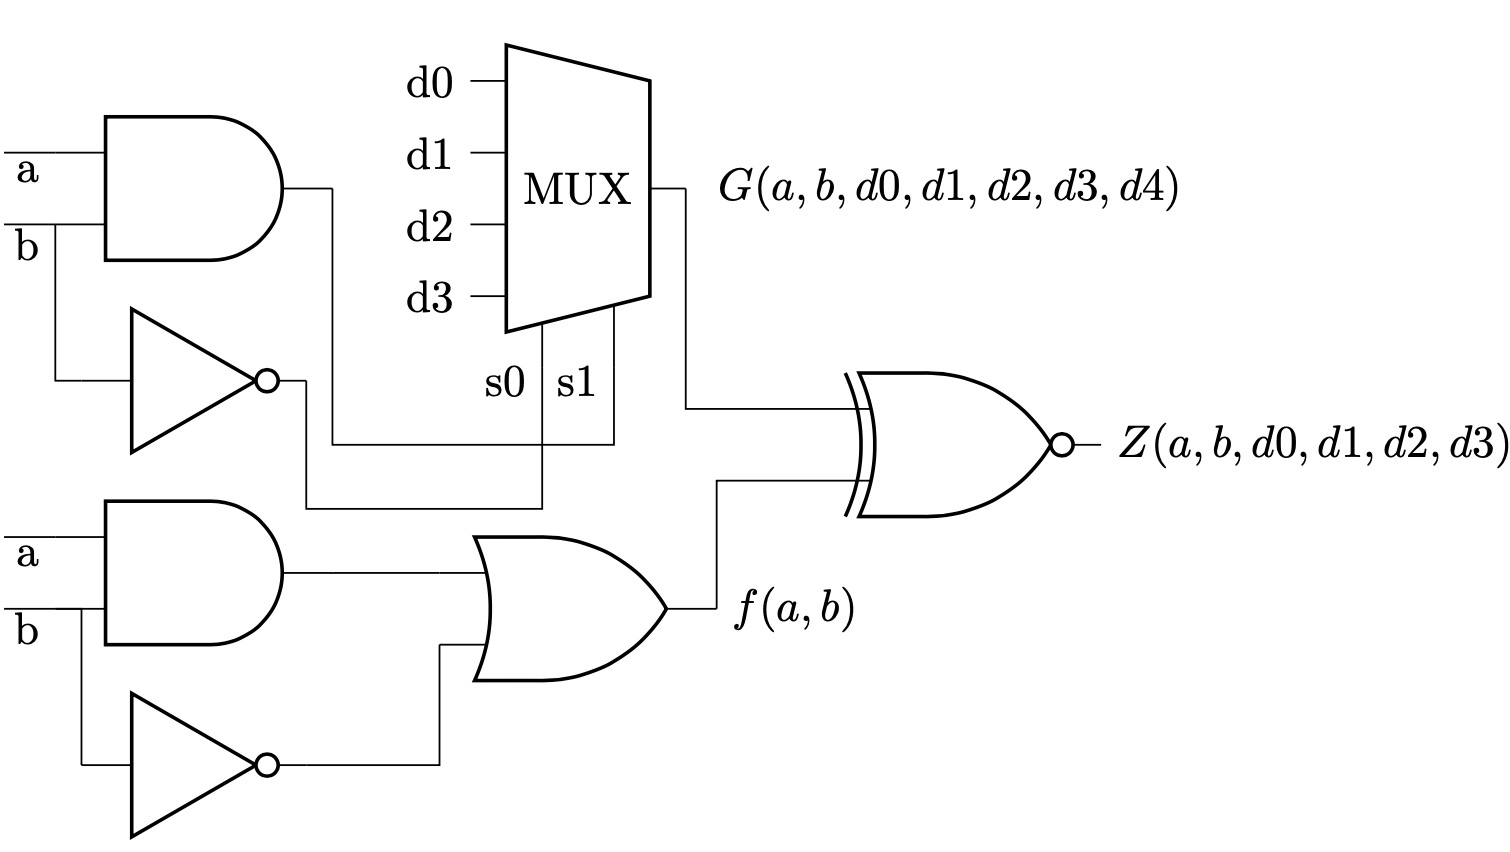 d0
a
d1
MUX
G(a, b, d0, d1, d2, d3, d4)
b
d2
d3
s0 s1
Z(a, b, d0, d1, d2, d3)
a
b
f(a, b)